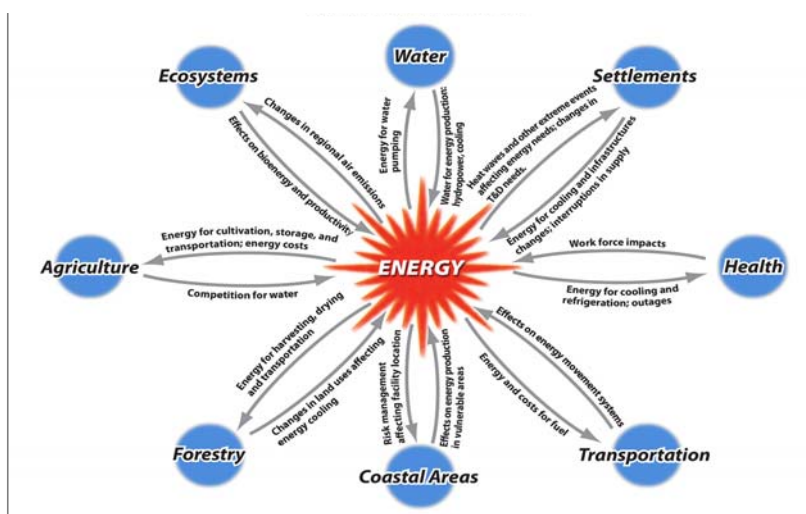 Water
Ecosystems
Settlements
Changes in regional air emissions
Effects on bioenergy and productivity
Energy for water
pumping
Water for energy production:
hydropower, cooling
Heat waves and other extreme events
affecting energy needs; changes in
T&D needs.
Energy for cooling and infrastructures
changes; interruptions in supply
Energy for cultivation, storage, and
transportation; energy costs
Agriculture
Competition for water
ENERGY
Work force impacts
Health
Energy for cooling and
refrigeration; outages
Energy for harvesting, drying
and transportation
Changes in land uses affecting
energy cooling
Risk management
affecting facility location
Effects on energy production
in vulnerable areas
Effects on energy movement systems
Energy and costs for fuel
Forestry
Coastal Areas
Transportation